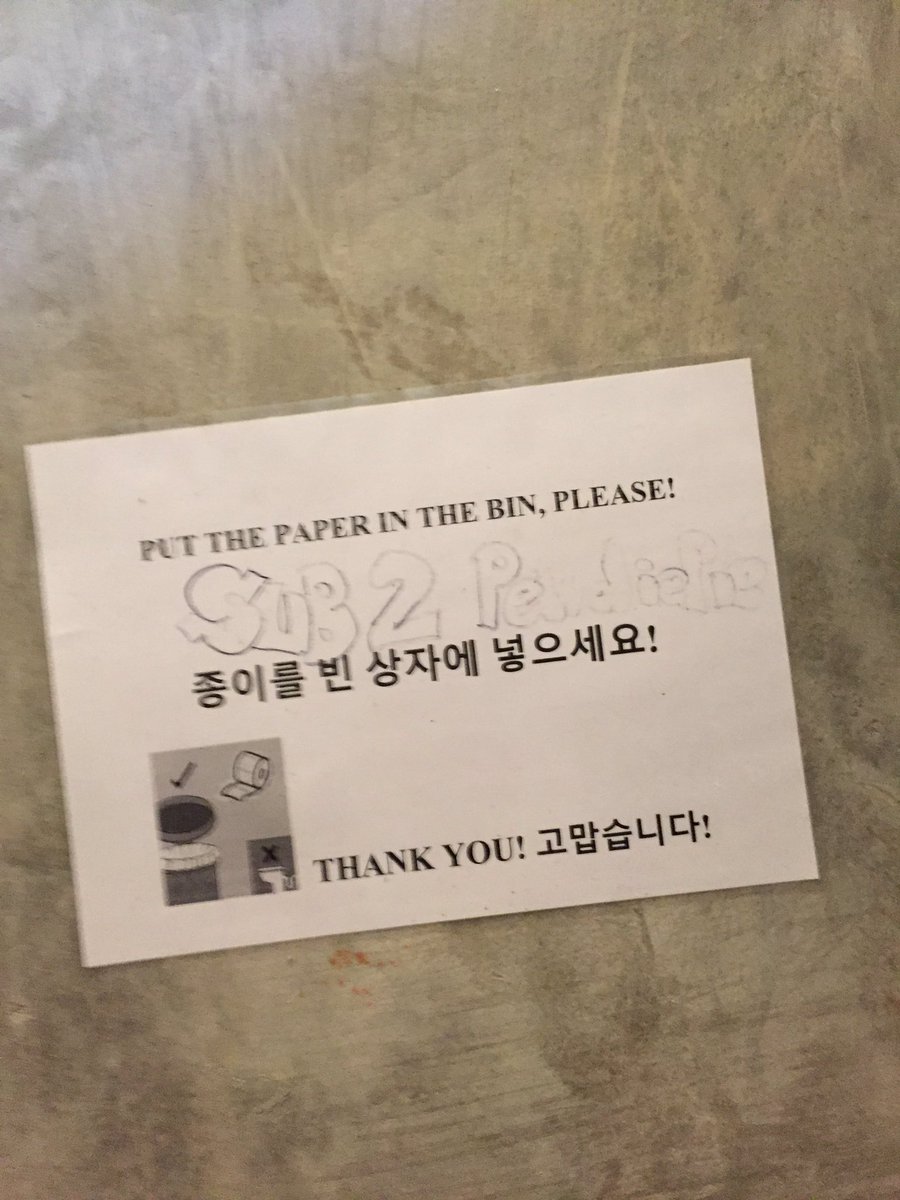 PUT THE PAPER IN THE BIN, PLEASE!
SUB 2 PewdiePie
종이를 빈 상자에 넣으세요!
X
THANK YOU! 고맙습니다!